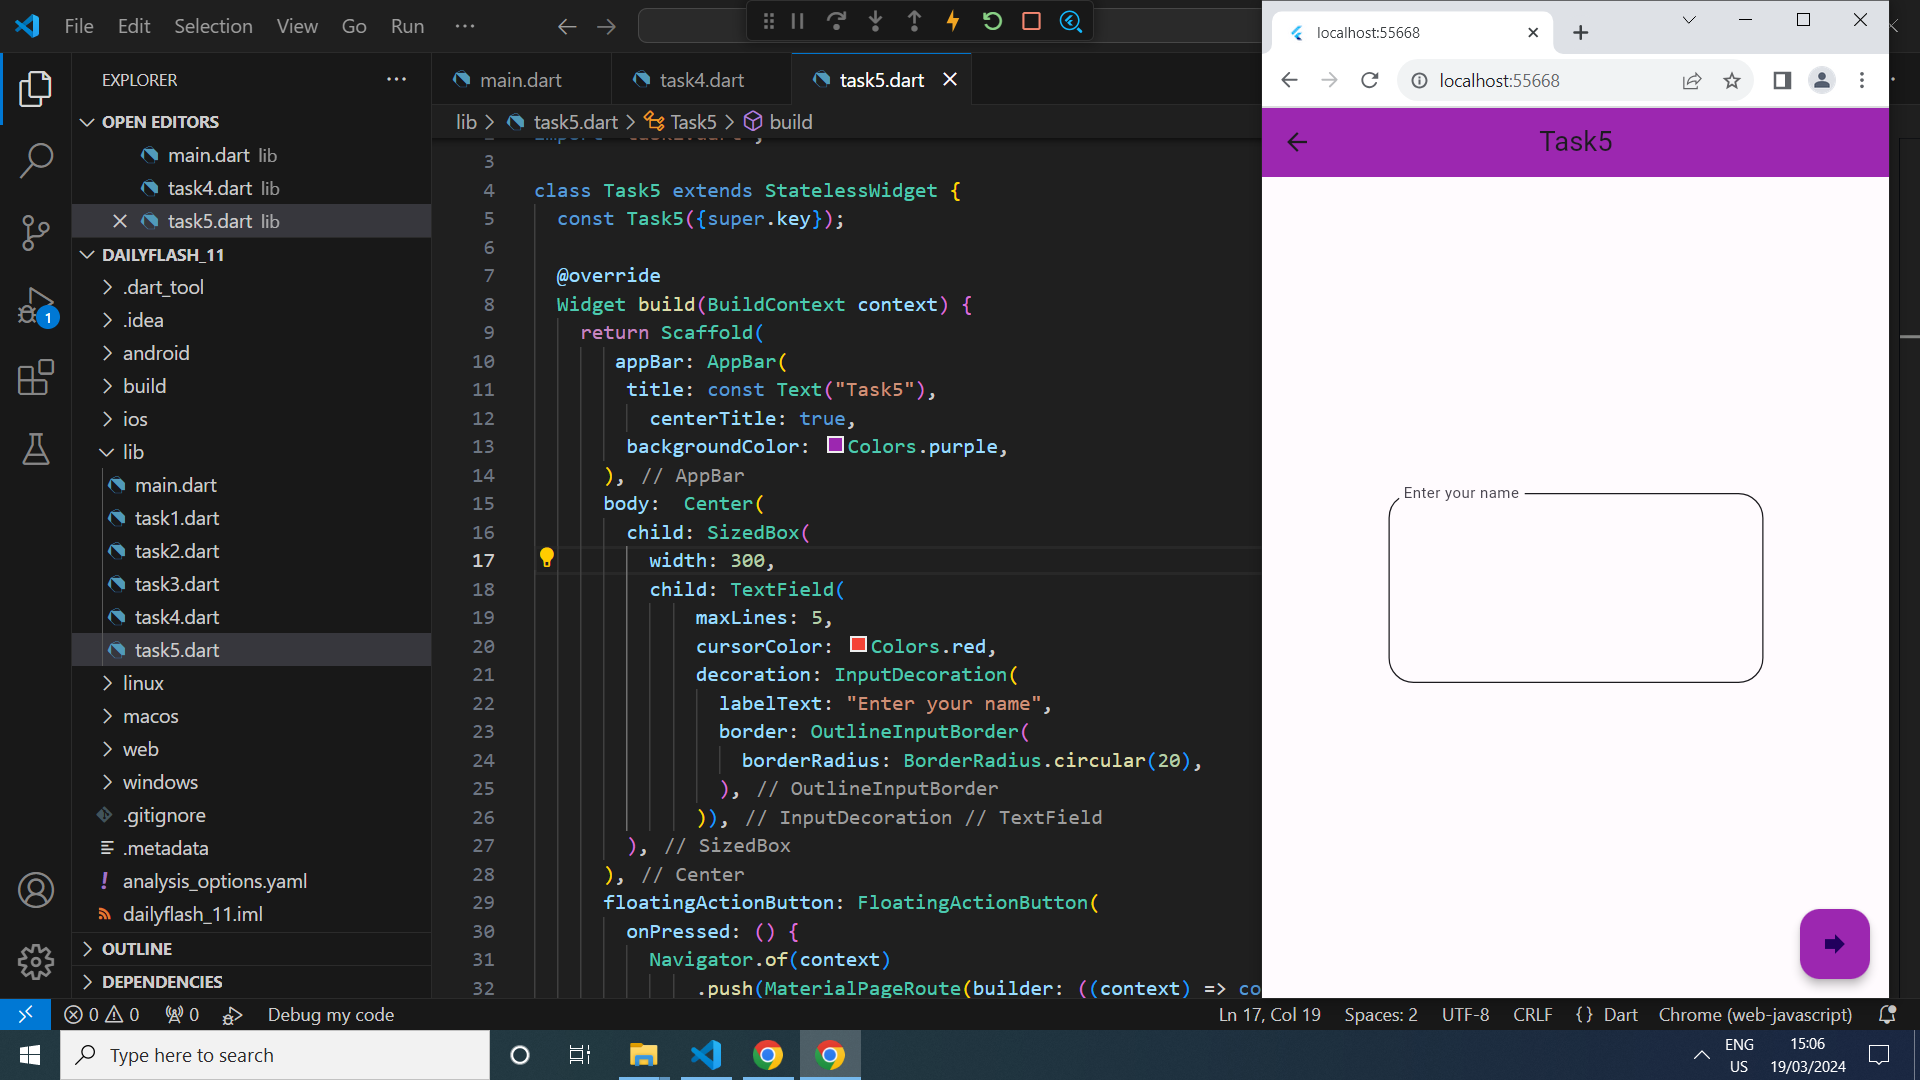 File Edit Selection View Go Run ...
EXPLORER
OPEN EDITORS
main.dart lib
task4.dart lib
task5.dart lib
DAILYFLASH_11
.dart_tool
.idea
android
build
ios
lib
main.dart
task1.dart
task2.dart
task3.dart
task4.dart
task5.dart
linux
macos
web
windows
.gitignore
.metadata
analysis_options.yaml
dailyflash_11.iml
OUTLINE
DEPENDENCIES
1
main.dart task4.dart task5.dart
lib > task5.dart > Task5 > build
3
4 class Task5 extends StatelessWidget {
5 const Task5({super.key});
6
7 @override
8 Widget build(BuildContext context) {
9 return Scaffold(
10 appBar: AppBar(
11 title: const Text("Task5"),
12 centerTitle: true,
13 backgroundColor: Colors.purple,
14 ), // AppBar
15 body:  Center(
16 child: SizedBox(
17 width: 300,
18 child: TextField(
19 maxLines: 5,
20 cursorColor: Colors.red,
21 decoration: InputDecoration(
22 labelText: "Enter your name",
23 border: OutlineInputBorder(
24 borderRadius: BorderRadius.circular(20),
25 ), // OutlineInputBorder
26 )), // InputDecoration // TextField
27 ), // SizedBox
28 ), // Center
29 floatingActionButton: FloatingActionButton(
30 onPressed: () {
31 Navigator.of(context)
32 .push(MaterialPageRoute(builder: ((context) => co
localhost:55668
localhost:55668
Task5
Enter your name
0 0 0 Debug my code
Ln 17, Col 19 Spaces: 2 UTF-8 CRLF {} Dart Chrome (web-javascript)
Type here to search
ENG
US
15:06
19/03/2024